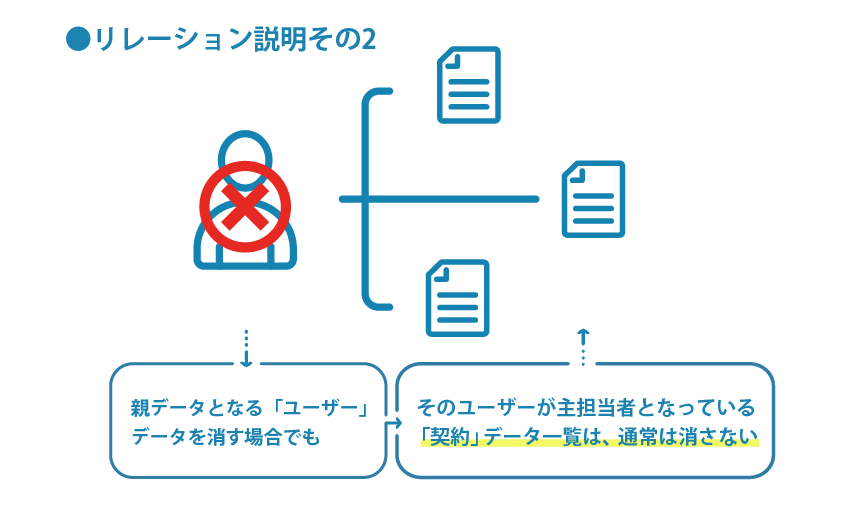 ●リレーション説明その2
親データとなる「ユーザー」
データを消す場合でも
そのユーザーが主担当者となっている
「契約」データ一覧は、通常は消さない